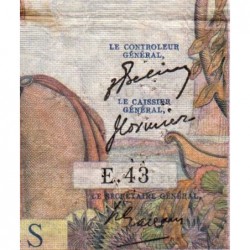 LE CONTROLEUR
GÉNÉRAL,
LE CAISSIER
GÉNÉRAL,
E.43
LE SECRÉTAIRE GÉNÉRAL,
S